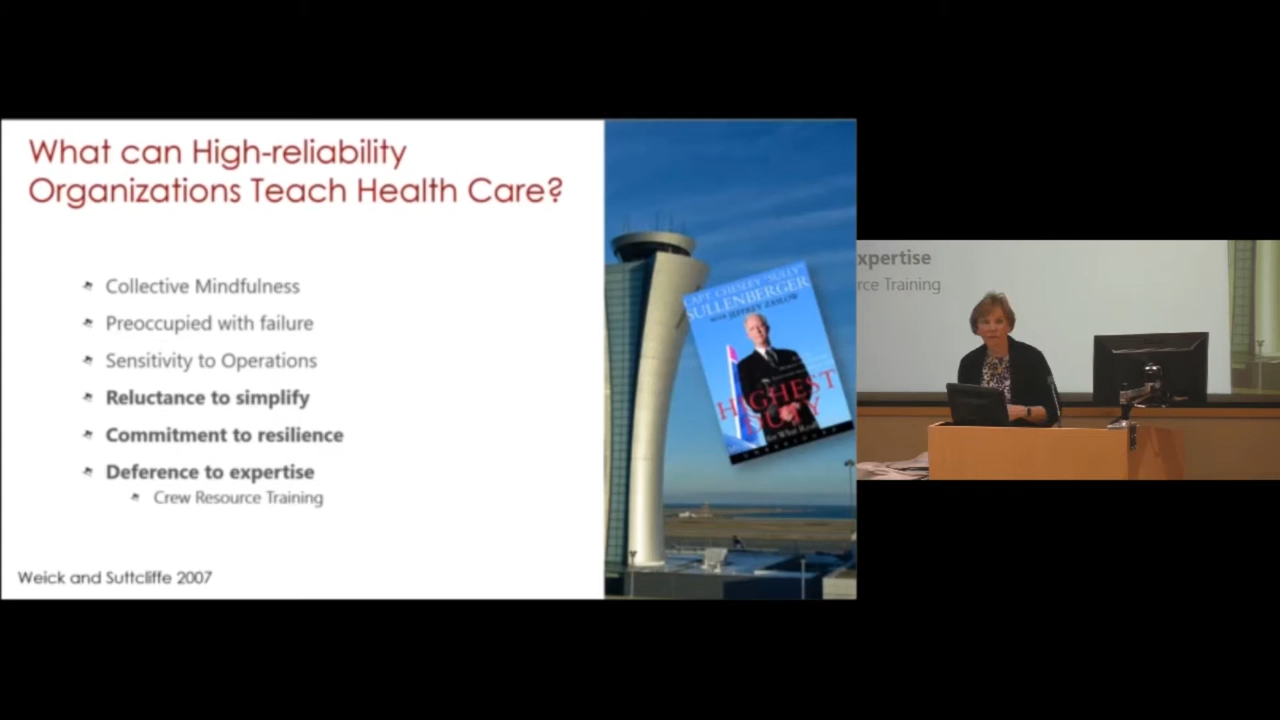 What can High-reliability
Organizations Teach Health Care?
Collective Mindfulness
Preoccupied with failure
Sensitivity to Operations
Reluctance to simplify
Commitment to resilience
Deference to expertise
Crew Resource Training
Weick and Suttcliffe 2007
CAPT. CHESLEY "SULLY"
SULLENBERGER
WITH JEFFREY ZASLOW
HIGHEST
DUTY
xpertise
rce Training